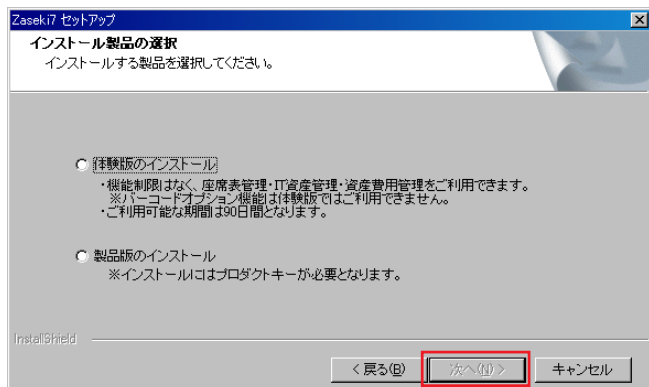 Zaseki7 セットアップ
インストール製品の選択
インストールする製品を選択してください。
体験版のインストール
・機能制限はなく、座席表管理・IT資産管理・資産費用管理をご利用できます。
※バーコードオプション機能は体験版ではご利用できません。
・ご利用可能な期間は90日間となります。
製品版のインストール
※インストールにはプロダクトキーが必要となります。
InstallShield
< 戻る(B)
次へ(N) >
キャンセル